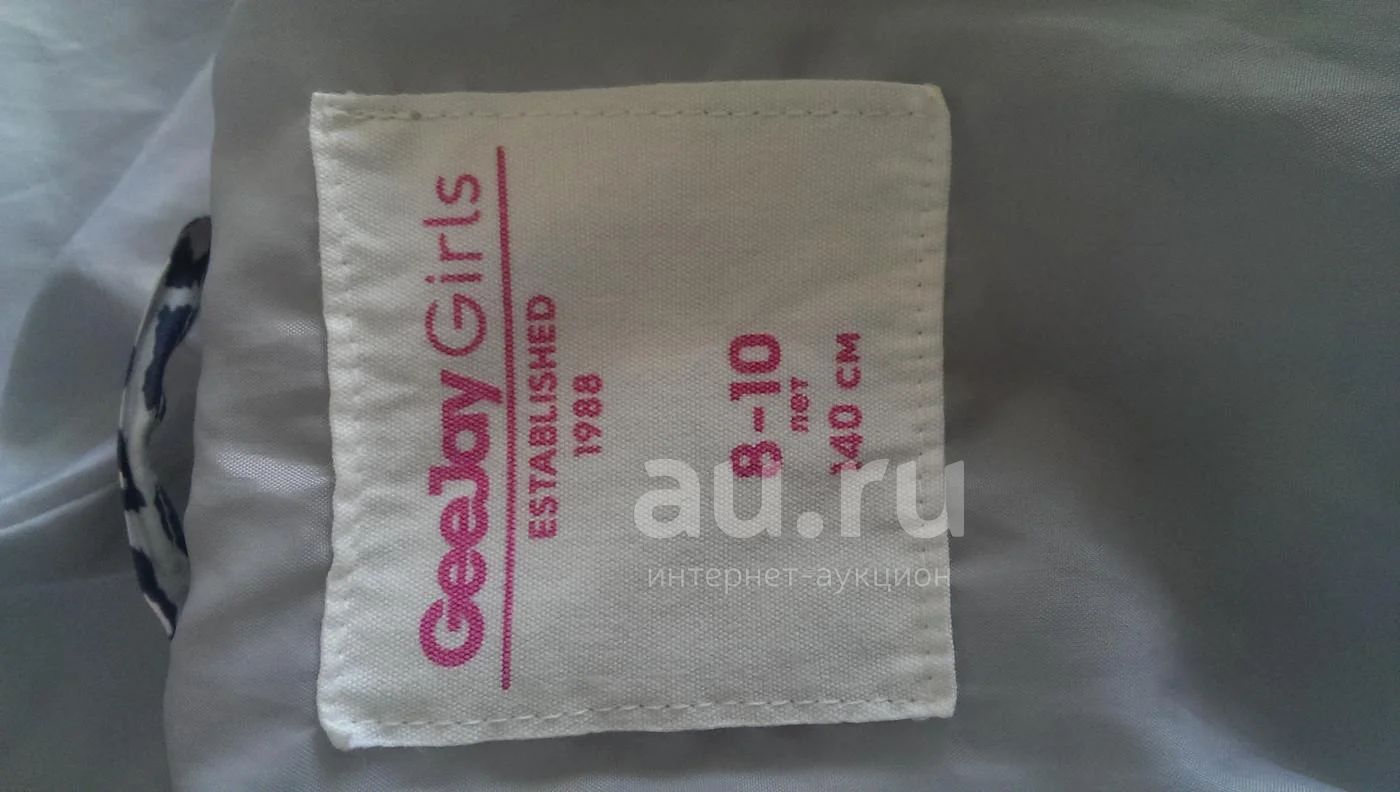 GeeJay Girls
ESTABLISHED
1988
8-10
лет
140 см
au.ru
интернет-аукцион